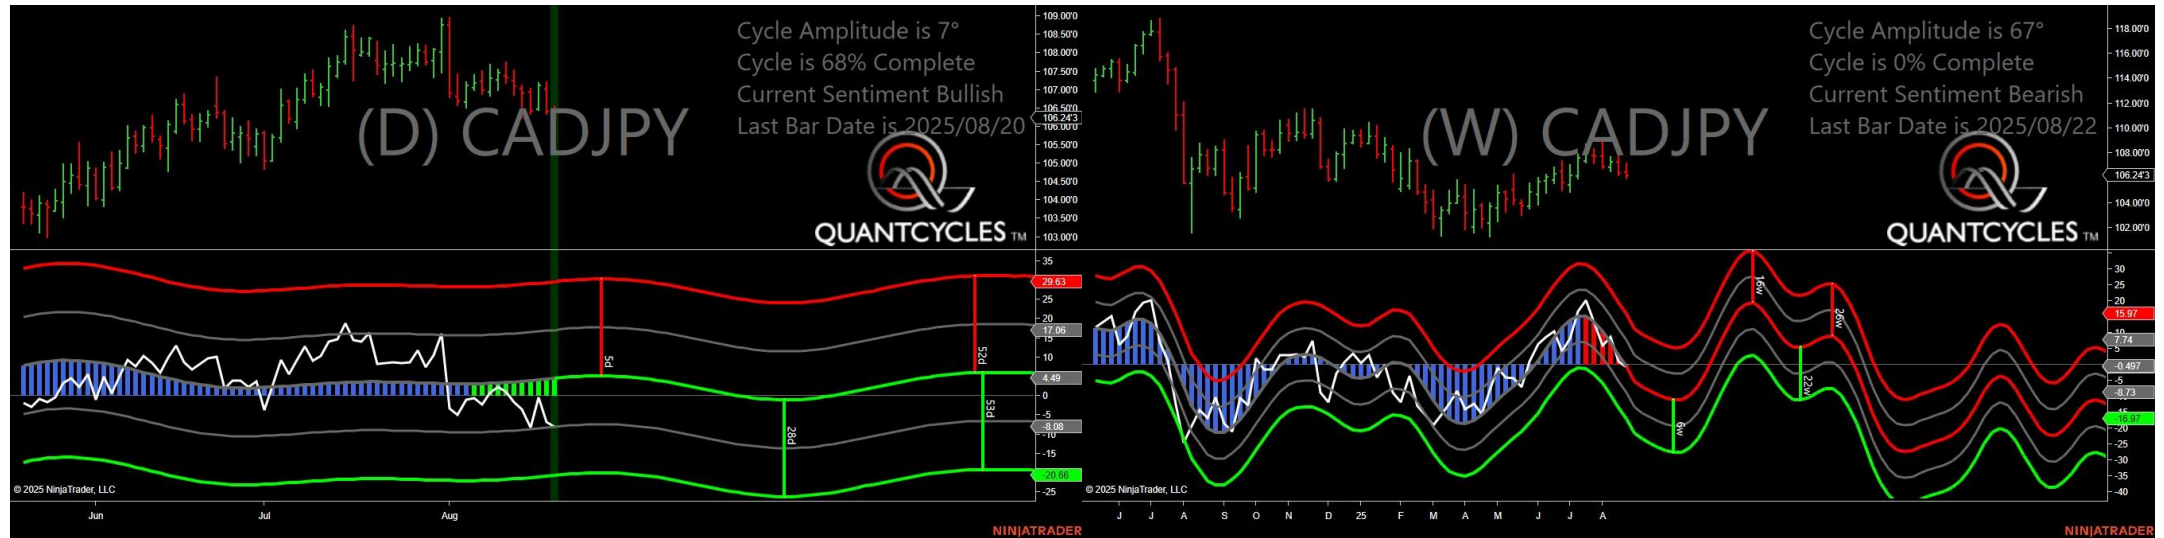 Cycle Amplitude is 7°
Cycle is 68% Complete
Current Sentiment Bullish
Last Bar Date is 2025/08/20
(D) CADJPY
QUANTCYCLES TM
109.00'0
108.50'0
108.00'0
107.50'0
107.00'0
106.50'0
106.24'3
106.00'0
105.50'0
105.00'0
104.50'0
104.00'0
103.50'0
103.00'0
35
29.63
25
20
17.06
15
10
4.49
0
-5
-8.08
-10
-15
-20.66
-25
5d
28d
52d
53d
© 2025 NinjaTrader, LLC
Jun
Jul
Aug
NINJATRADER
Cycle Amplitude is 67°
Cycle is 0% Complete
Current Sentiment Bearish
Last Bar Date is 2025/08/22
(W) CADJPY
QUANTCYCLES TM
118.00'0
116.00'0
114.00'0
112.00'0
110.00'0
108.00'0
106.24'3
104.00'0
102.00'0
30
25
20
15.97
10
7.74
5
-0.497
-5
-8.73
-16.97
-20
-25
-30
-35
-40
6w
16w
22w
26w
© 2025 NinjaTrader, LLC
J
J
A
S
O
N
D
25
F
M
A
M
J
J
A
NINJATRADER